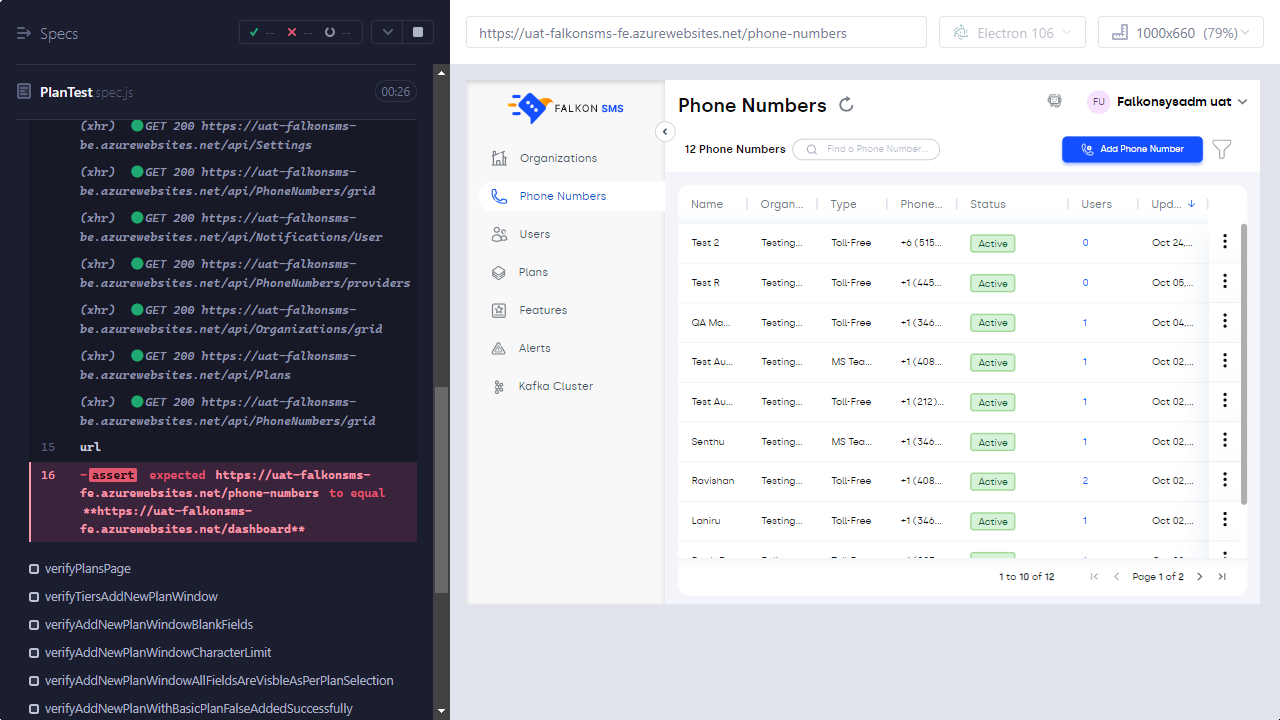 Specs
--
--
--
https://uat-falkonsms-fe.azurewebsites.net/phone-numbers
Electron 106
1000x660 (79%)
PlanTest spec.js
00:26
(xhr) GET 200 https://uat-falkonsms-
be.azurewebsites.net/api/Settings
(xhr) GET 200 https://uat-falkonsms-
be.azurewebsites.net/api/PhoneNumbers/grid
(xhr) GET 200 https://uat-falkonsms-
be.azurewebsites.net/api/Notifications/User
(xhr) GET 200 https://uat-falkonsms-
be.azurewebsites.net/api/PhoneNumbers/providers
(xhr) GET 200 https://uat-falkonsms-
be.azurewebsites.net/api/Organizations/grid
(xhr) GET 200 https://uat-falkonsms-
be.azurewebsites.net/api/Plans
(xhr) GET 200 https://uat-falkonsms-
be.azurewebsites.net/api/PhoneNumbers/grid
15 url
16 -assert expected https://uat-falkonsms-
fe.azurewebsites.net/phone-numbers to equal
**https://uat-falkonsms-
fe.azurewebsites.net/dashboard**
verifyPlansPage
verifyTiersAddNewPlanWindow
verifyAddNewPlanWindowBlankFields
verifyAddNewPlanWindowCharacterLimit
verifyAddNewPlanWindowAllFieldsAreVisbleAsPerPlanSelection
verifyAddNewPlanWithBasicPlanFalseAddedSuccessfully
FALKON SMS
Organizations
Phone Numbers
Users
Plans
Features
Alerts
Kafka Cluster
Phone Numbers
FU Falkonsysadm uat
12 Phone Numbers Find a Phone Number... Add Phone Number
Name Organ... Type Phone... Status Users Upd...
Test 2 Testing... Toll-Free +6 (515... Active 0 Oct 24,...
Test R Testing... Toll-Free +1 (445... Active 0 Oct 05,...
QA Ma... Testing... Toll-Free +1 (346... Active 1 Oct 04,...
Test Au... Testing... MS Tea... +1 (408... Active 1 Oct 02,...
Test Au... Testing... Toll-Free +1 (212)... Active 1 Oct 02,...
Senthu Testing... MS Tea... +1 (346... Active 1 Oct 02,...
Ravishan Testing... Toll-Free +1 (408... Active 2 Oct 02,...
Lahiru Testing... Toll-Free +1 (346... Active 1 Oct 02,...
1 to 10 of 12 Page 1 of 2